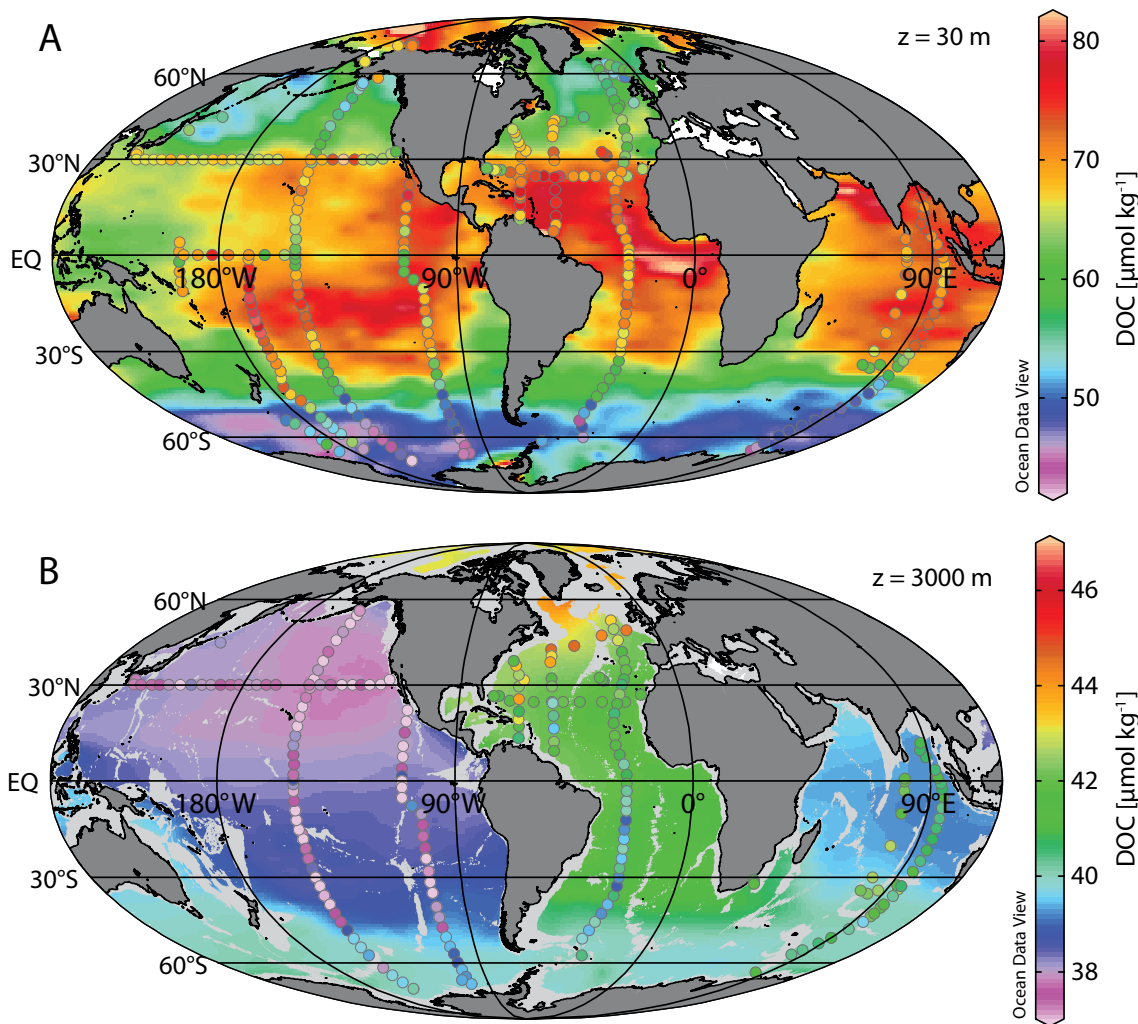 A
z = 30 m
60°N
30°N
EQ
180°W
90°W
0°
90°E
30°S
60°S
80
70
60
50
DOC [µmol kg⁻¹]
Ocean Data View
B
z = 3000 m
60°N
30°N
EQ
180°W
90°W
0°
90°E
30°S
60°S
46
44
42
40
38
DOC [µmol kg⁻¹]
Ocean Data View